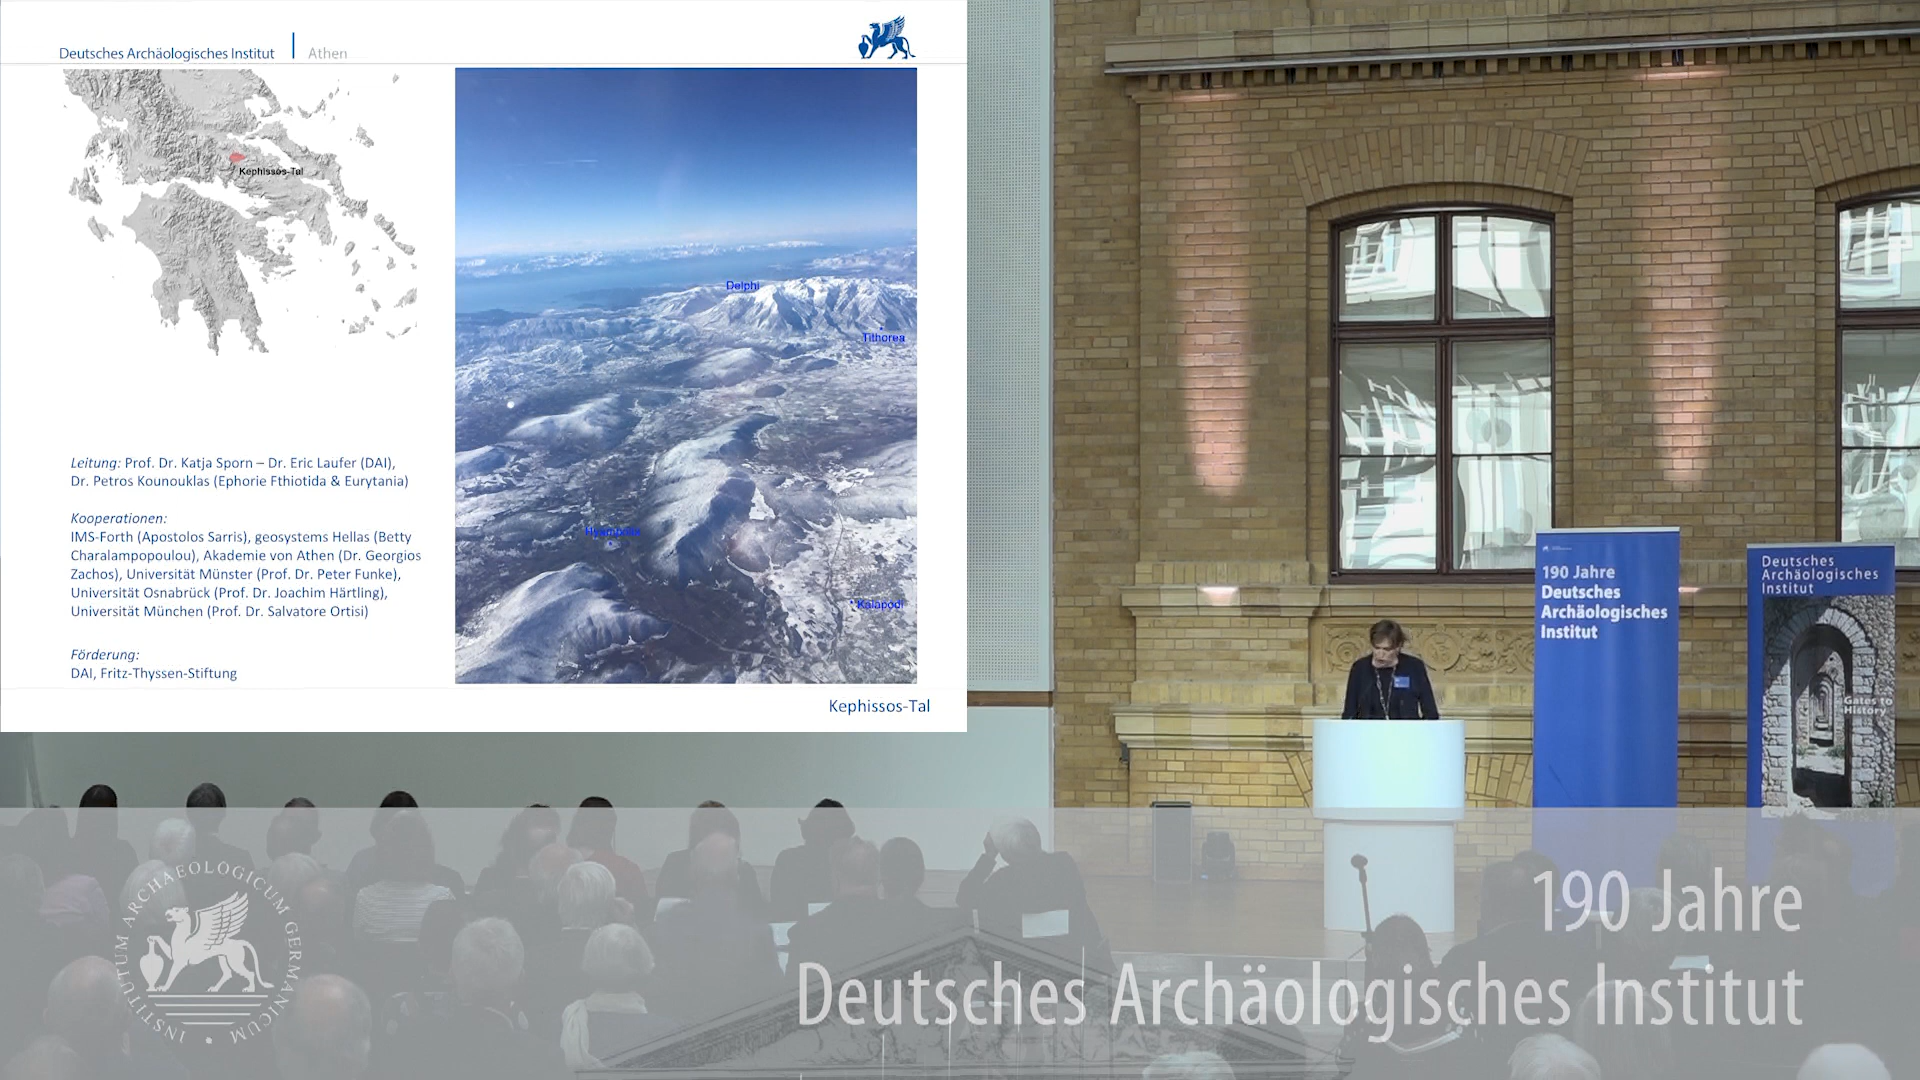 Deutsches Archäologisches Institut
Athen
Kephissos-Tal
Delphi
Tithorea
Hyampolis
Kalapodi
Leitung: Prof. Dr. Katja Sporn – Dr. Eric Laufer (DAI),
Dr. Petros Kounouklas (Ephorie Fthiotida & Eurytania)
Kooperationen:
IMS-Forth (Apostolos Sarris), geosystems Hellas (Betty
Charalampopoulou), Akademie von Athen (Dr. Georgios
Zachos), Universität Münster (Prof. Dr. Peter Funke),
Universität Osnabrück (Prof. Dr. Joachim Härtling),
Universität München (Prof. Dr. Salvatore Ortisi)
Förderung:
DAI, Fritz-Thyssen-Stiftung
Kephissos-Tal
190 Jahre
Deutsches
Archäologisches
Institut
Deutsches
Archäologisches
Institut
Gates to
History
INSTITUTUM ARCHAEOLOGICUM GERMANICUM
190 Jahre
Deutsches Archäologisches Institut